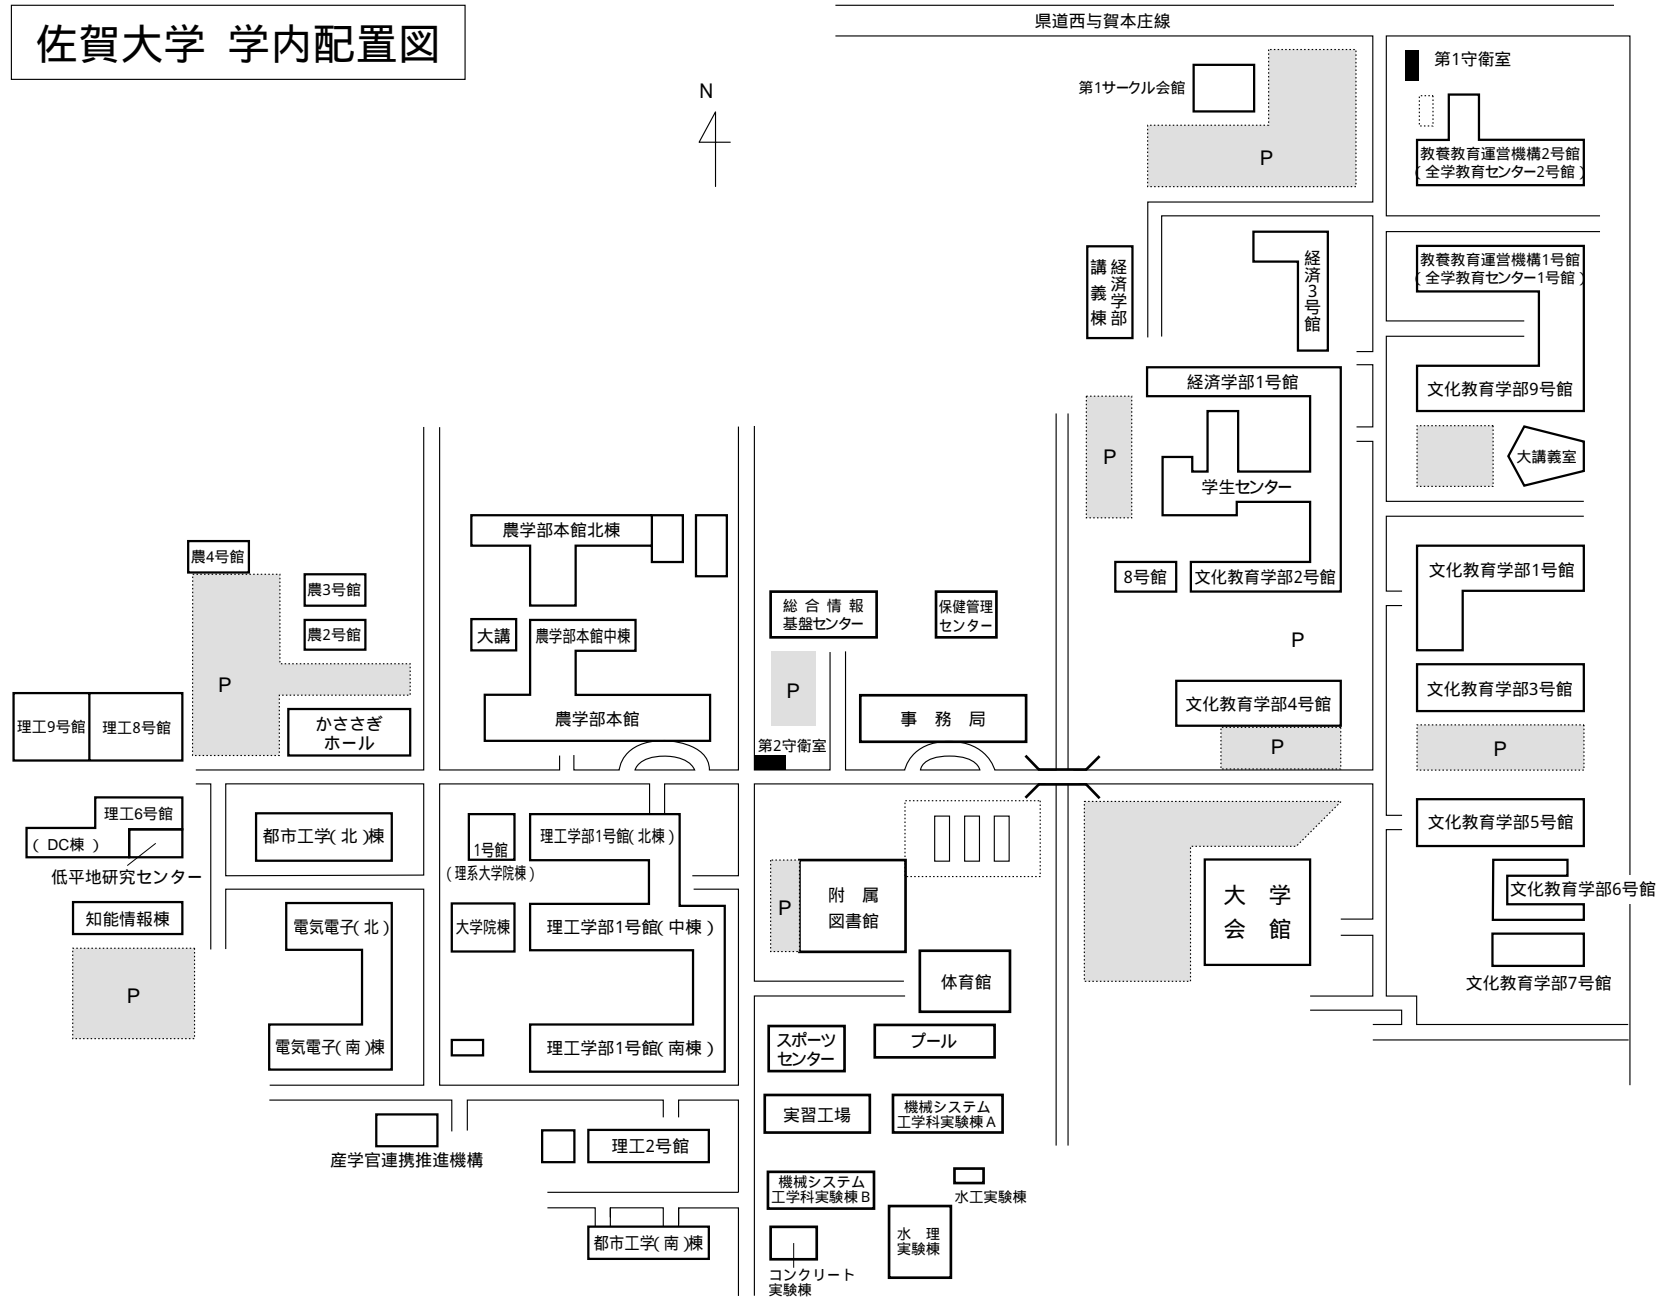 佐賀大学 学内配置図
県道西与賀本庄線
N
第1サークル会館
P
第1守衛室
教養教育運営機構2号館
(全学教育センター2号館)
経済学部
講義棟
経済3号館
教養教育運営機構1号館
(全学教育センター1号館)
経済学部1号館
文化教育学部9号館
P
学生センター
大講義室
8号館
文化教育学部2号館
文化教育学部1号館
P
文化教育学部4号館
P
文化教育学部3号館
P
農学部本館北棟
農4号館
農3号館
農2号館
P
大講
農学部本館中棟
農学部本館
理工9号館
理工8号館
かささぎ
ホール
総合情報
基盤センター
保健管理
センター
P
事務局
第2守衛室
理工6号館
(DC棟)
低平地研究センター
都市工学(北)棟
1号館
(理系大学院棟)
理工学部1号館(北棟)
知能情報棟
電気電子(北)
大学院棟
理工学部1号館(中棟)
P
電気電子(南)棟
理工学部1号館(南棟)
P
附属
図書館
大学
会館
文化教育学部5号館
文化教育学部6号館
文化教育学部7号館
体育館
スポーツ
センター
プール
実習工場
機械システム
工学科実験棟A
産学官連携推進機構
理工2号館
機械システム
工学科実験棟B
水工実験棟
都市工学(南)棟
水理
実験棟
コンクリート
実験棟